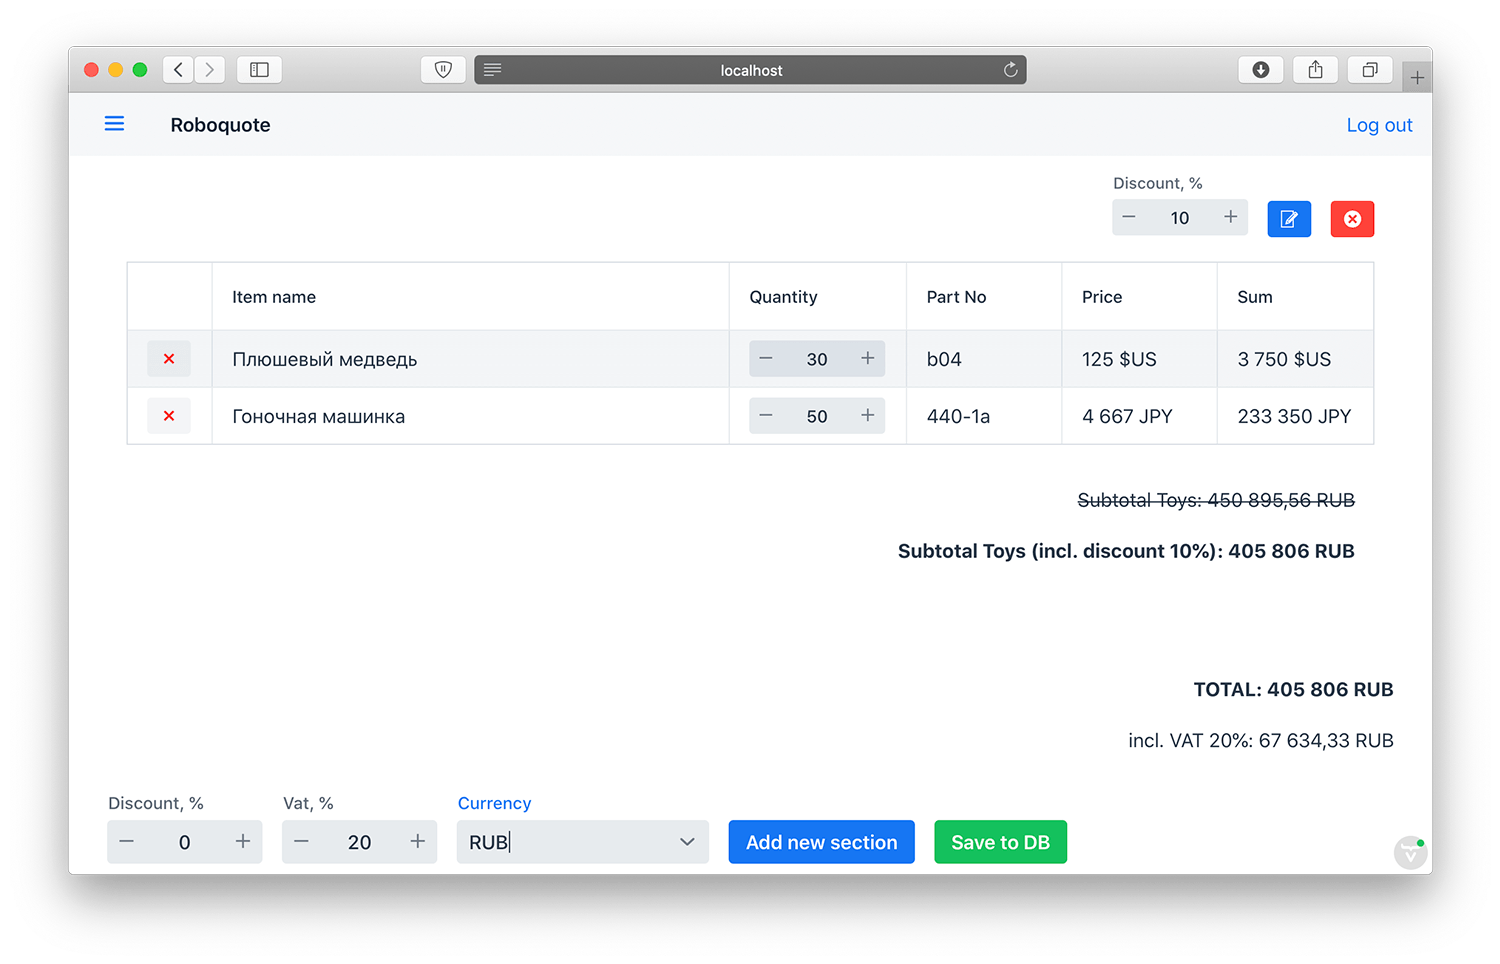 localhost
Roboquote Log out
Discount, %
10
Item name Quantity Part No Price Sum
Плюшевый медведь 30 b04 125 $US 3 750 $US
Гоночная машинка 50 440-1a 4 667 JPY 233 350 JPY
Subtotal Toys: 450 895,56 RUB
Subtotal Toys (incl. discount 10%): 405 806 RUB
TOTAL: 405 806 RUB
incl. VAT 20%: 67 634,33 RUB
Discount, % Vat, % Currency
0 20 RUB Add new section Save to DB